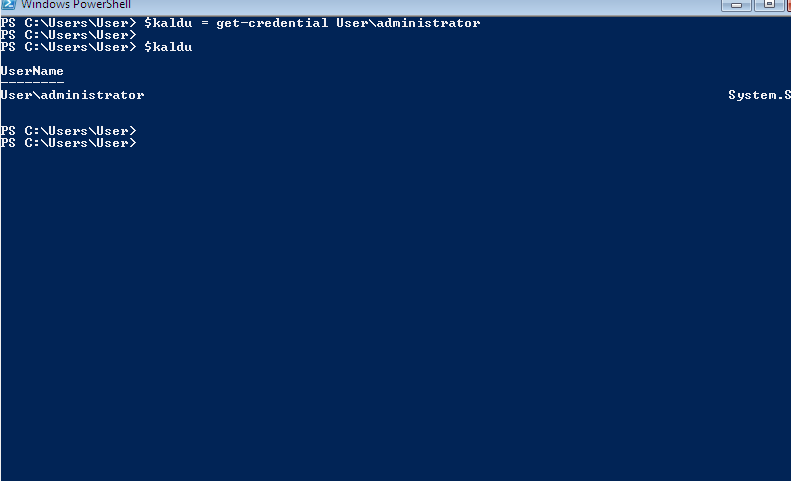 Windows PowerShell
PS C:\Users\User> $kaldu = get-credential User\administrator
PS C:\Users\User>
PS C:\Users\User> $kaldu
UserName
--------
User\administrator System.S
PS C:\Users\User>
PS C:\Users\User>